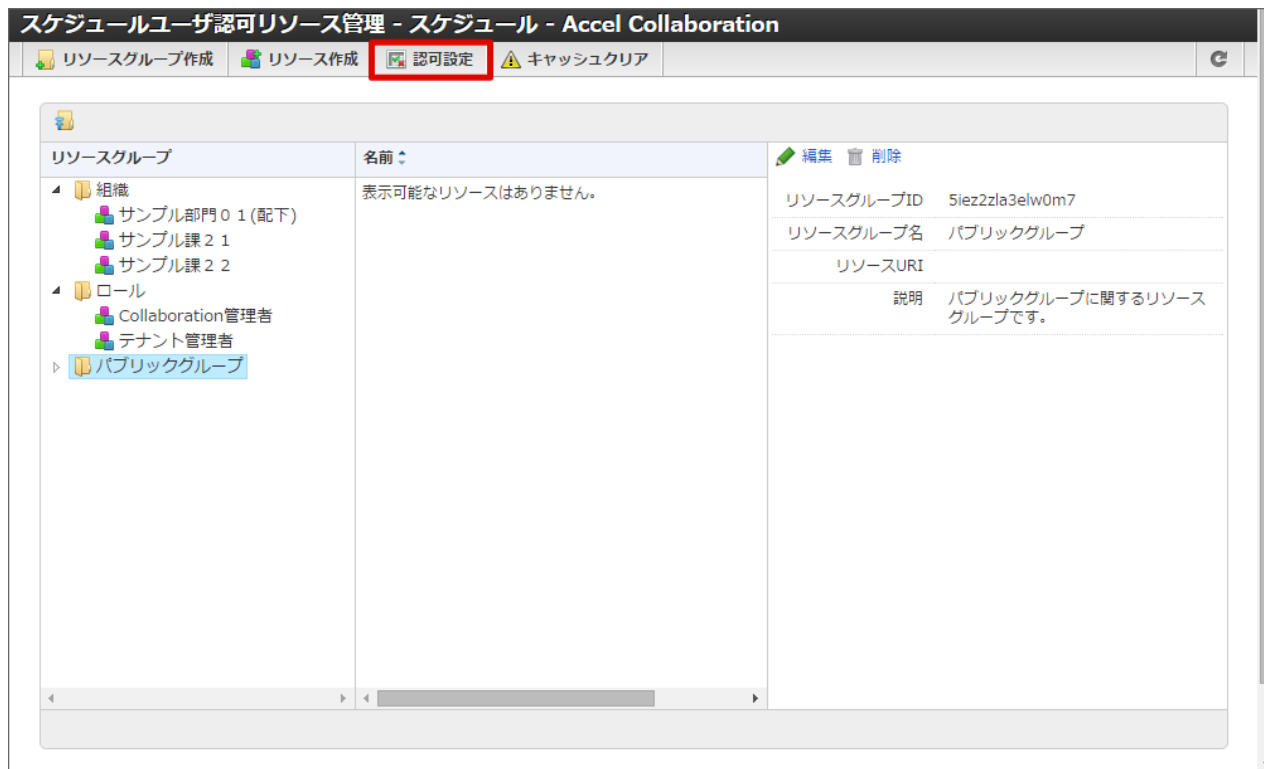 スケジュールユーザ認可リソース管理 - スケジュール - Accel Collaboration
リソースグループ作成 リソース作成 認可設定 キャッシュクリア
リソースグループ 名前 編集 削除
組織 表示可能なリソースはありません。
サンプル部門０１(配下)
サンプル課２１
サンプル課２２
ロール
Collaboration管理者
テナント管理者
パブリックグループ
リソースグループID 5iez2zla3elw0m7
リソースグループ名 パブリックグループ
リソースURI
説明 パブリックグループに関するリソース
グループです。